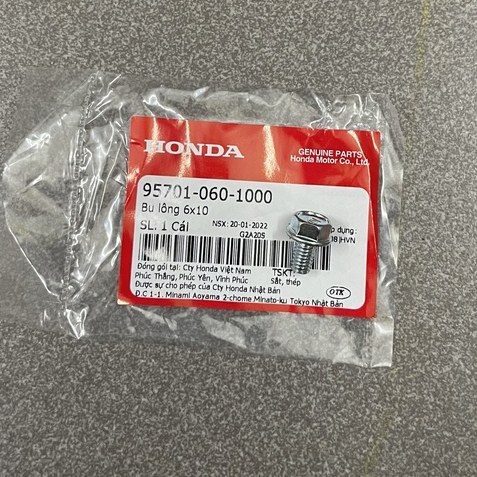 HONDA
GENUINE PARTS
Honda Motor Co., Ltd.
95701-060-1000
Bu lông 6x10
SL: 1 Cái
NSX: 20-01-2022
G2A20S
dụng :
JHVN
Đóng gói tại: Cty Honda Việt Nam
TSKT:
Phúc Thắng, Phúc Yên, Vĩnh Phúc
Sắt, thép
Được sự cho phép của Cty Honda Nhật Bản
OTK
Đ.C 1-1. Minami Aoyama 2-chome Minato-ku Tokyo Nhật Bản